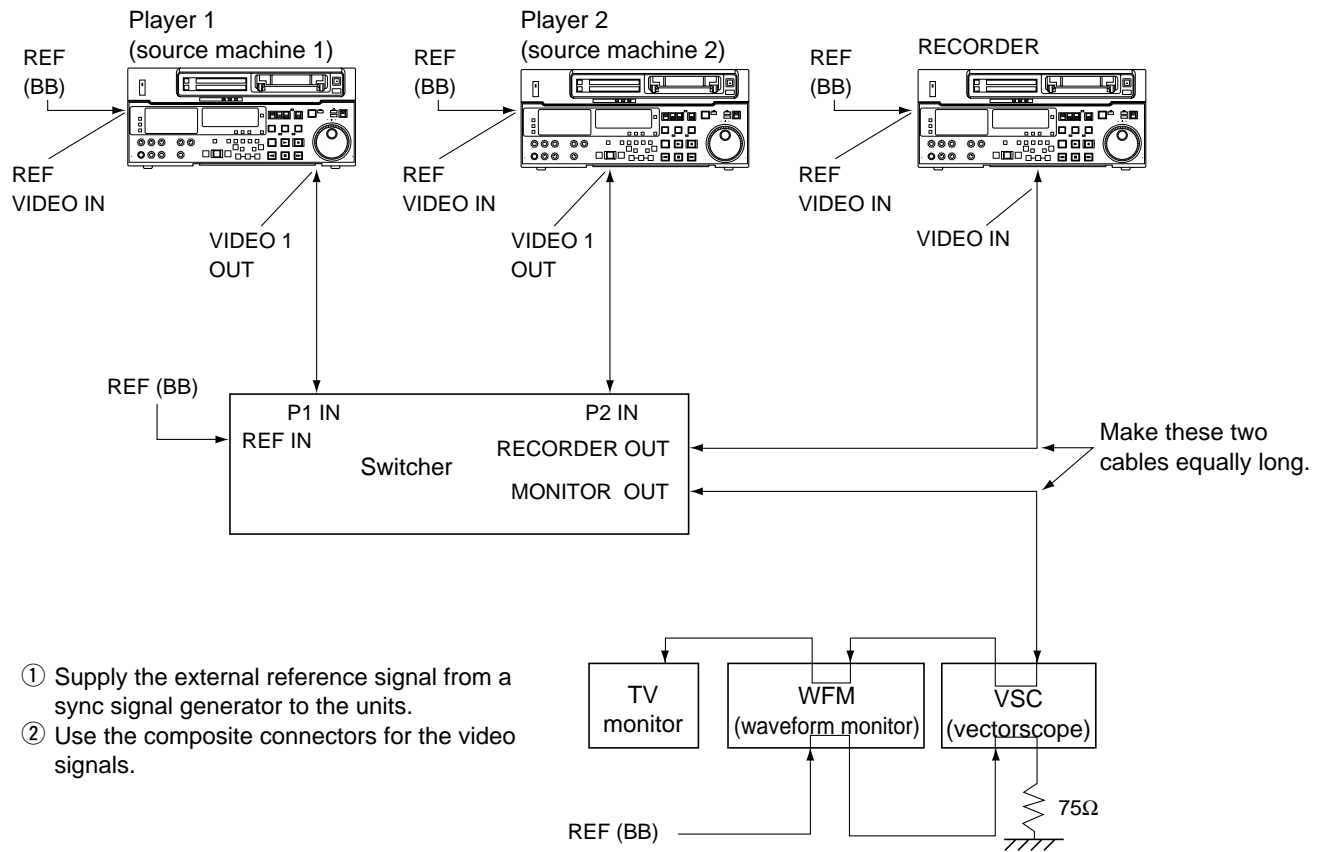 Player 1
(source machine 1)
REF
(BB)
REF
VIDEO IN
VIDEO 1
OUT
Player 2
(source machine 2)
REF
(BB)
REF
VIDEO IN
VIDEO 1
OUT
RECORDER
REF
(BB)
REF
VIDEO IN
VIDEO IN
REF (BB)
P1 IN
P2 IN
REF IN
RECORDER OUT
Switcher
MONITOR OUT
Make these two
cables equally long.
① Supply the external reference signal from a
sync signal generator to the units.
② Use the composite connectors for the video
signals.
TV
monitor
WFM
(waveform monitor)
VSC
(vectorscope)
75Ω
REF (BB)